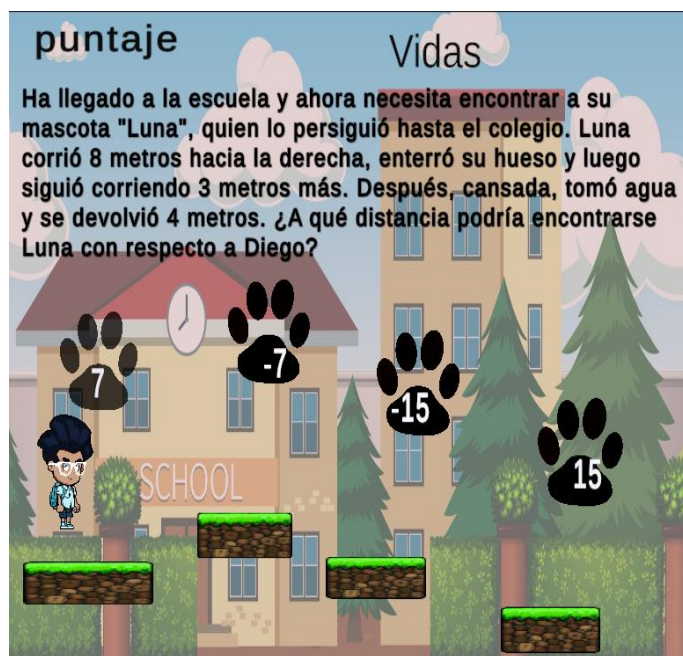 puntaje
Vidas
Ha llegado a la escuela y ahora necesita encontrar a su
mascota "Luna", quien lo persiguió hasta el colegio. Luna
corrió 8 metros hacia la derecha, enterró su hueso y luego
siguió corriendo 3 metros más. Después, cansada, tomó agua
y se devolvió 4 metros. ¿A qué distancia podría encontrarse
Luna con respecto a Diego?
7
-7
-15
15
SCHOOL